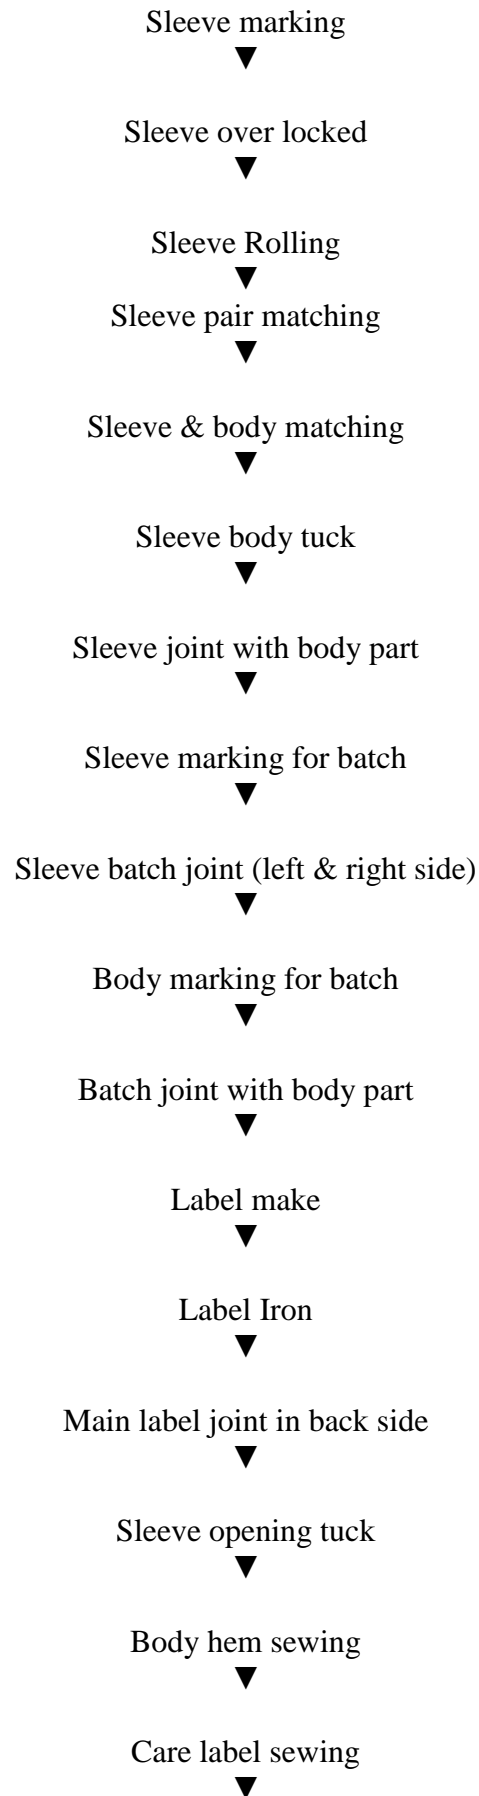 Sleeve marking
Sleeve over locked
Sleeve Rolling
Sleeve pair matching
Sleeve & body matching
Sleeve body tuck
Sleeve joint with body part
Sleeve marking for batch
Sleeve batch joint (left & right side)
Body marking for batch
Batch joint with body part
Label make
Label Iron
Main label joint in back side
Sleeve opening tuck
Body hem sewing
Care label sewing